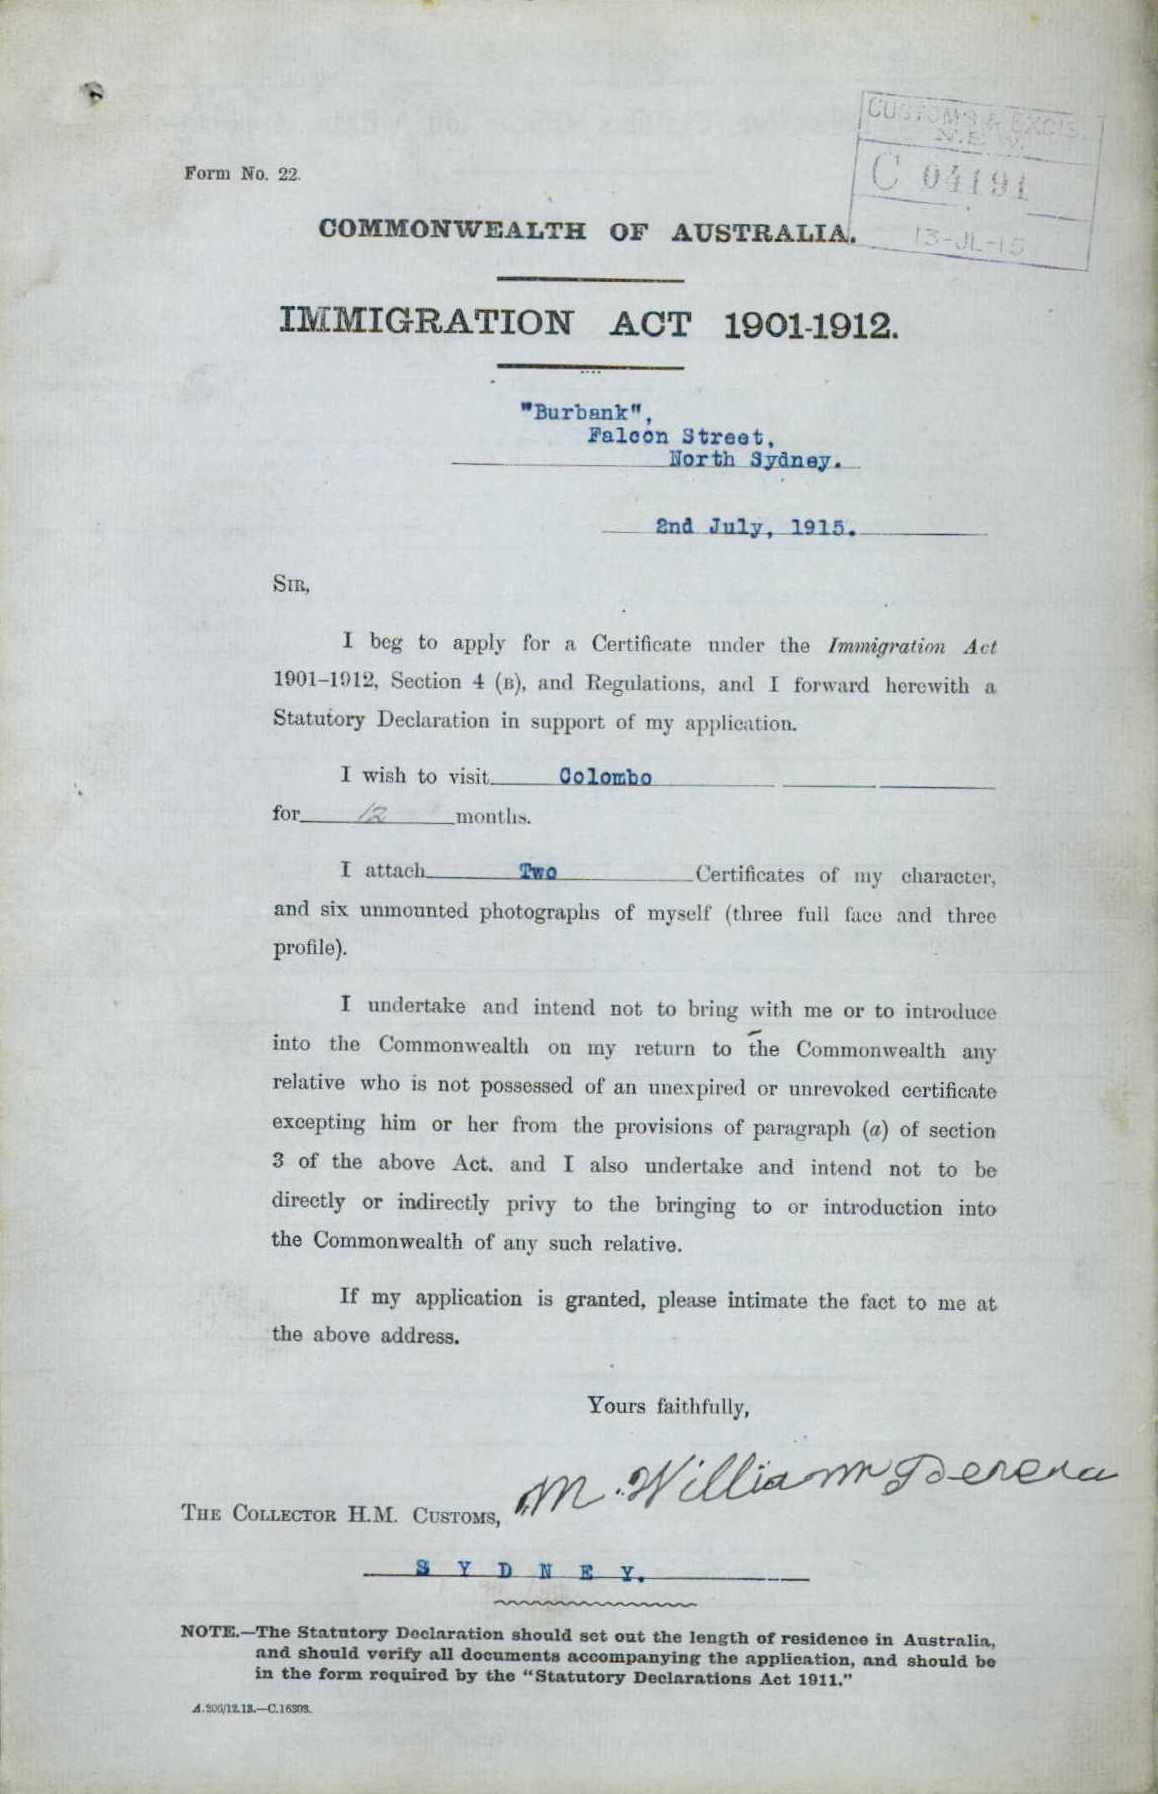 CUSTOMS & EXCISE
N.S.W.
C 04191
13-JL-15
Form No. 22.
COMMONWEALTH OF AUSTRALIA.
IMMIGRATION ACT 1901-1912.
"Burbank",
Falcon Street,
North Sydney.
2nd July, 1915.
SIR,
I beg to apply for a Certificate under the Immigration Act
1901–1912, Section 4 (B), and Regulations, and I forward herewith a
Statutory Declaration in support of my application.
I wish to visit Colombo
for 12 months.
I attach Two Certificates of my character,
and six unmounted photographs of myself (three full face and three
profile).
I undertake and intend not to bring with me or to introduce
into the Commonwealth on my return to the Commonwealth any
relative who is not possessed of an unexpired or unrevoked certificate
excepting him or her from the provisions of paragraph (a) of section
3 of the above Act, and I also undertake and intend not to be
directly or indirectly privy to the bringing to or introduction into
the Commonwealth of any such relative.
If my application is granted, please intimate the fact to me at
the above address.
Yours faithfully,
M. William Perera
THE COLLECTOR H.M. CUSTOMS,
SYDNEY.
NOTE.—The Statutory Declaration should set out the length of residence in Australia,
and should verify all documents accompanying the application, and should be
in the form required by the "Statutory Declarations Act 1911."
A.206/12.13.—C.16303.